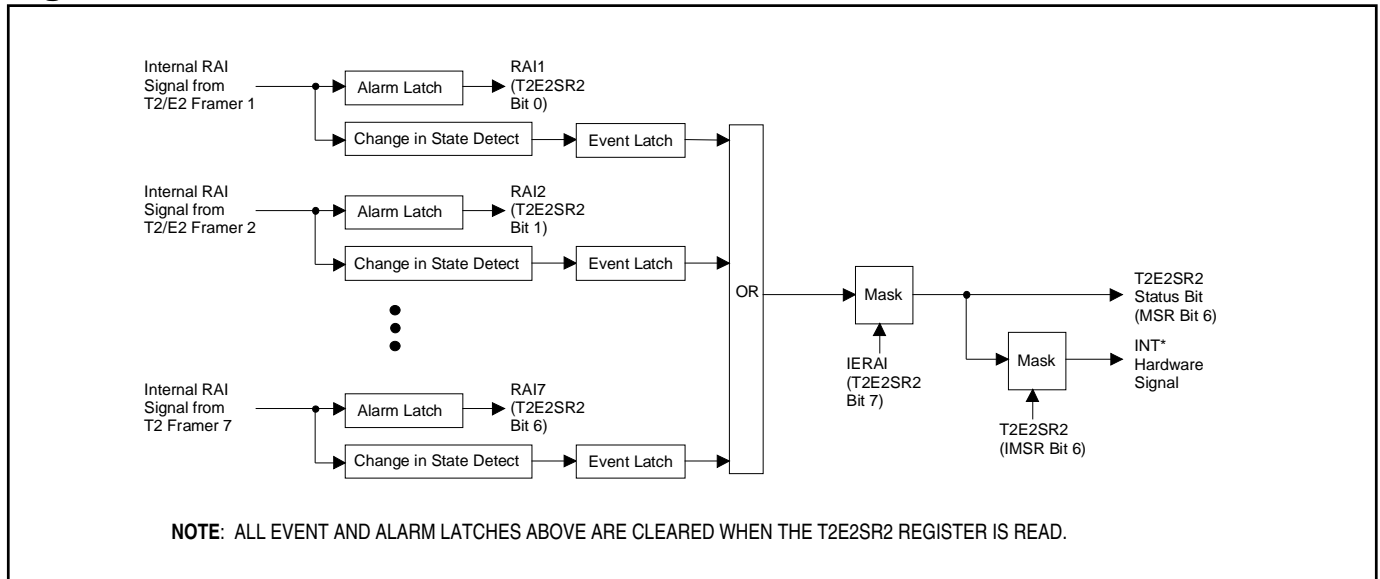 Internal RAI
Signal from
T2/E2 Framer 1
Alarm Latch
RAI1
(T2E2SR2
Bit 0)
Change in State Detect
Event Latch
Internal RAI
Signal from
T2/E2 Framer 2
Alarm Latch
RAI2
(T2E2SR2
Bit 1)
Change in State Detect
Event Latch
OR
Mask
T2E2SR2
Status Bit
(MSR Bit 6)
IERAI
(T2E2SR2
Bit 7)
Mask
INT*
Hardware
Signal
T2E2SR2
(IMSR Bit 6)
Internal RAI
Signal from
T2 Framer 7
Alarm Latch
RAI7
(T2E2SR2
Bit 6)
Change in State Detect
Event Latch
NOTE: ALL EVENT AND ALARM LATCHES ABOVE ARE CLEARED WHEN THE T2E2SR2 REGISTER IS READ.